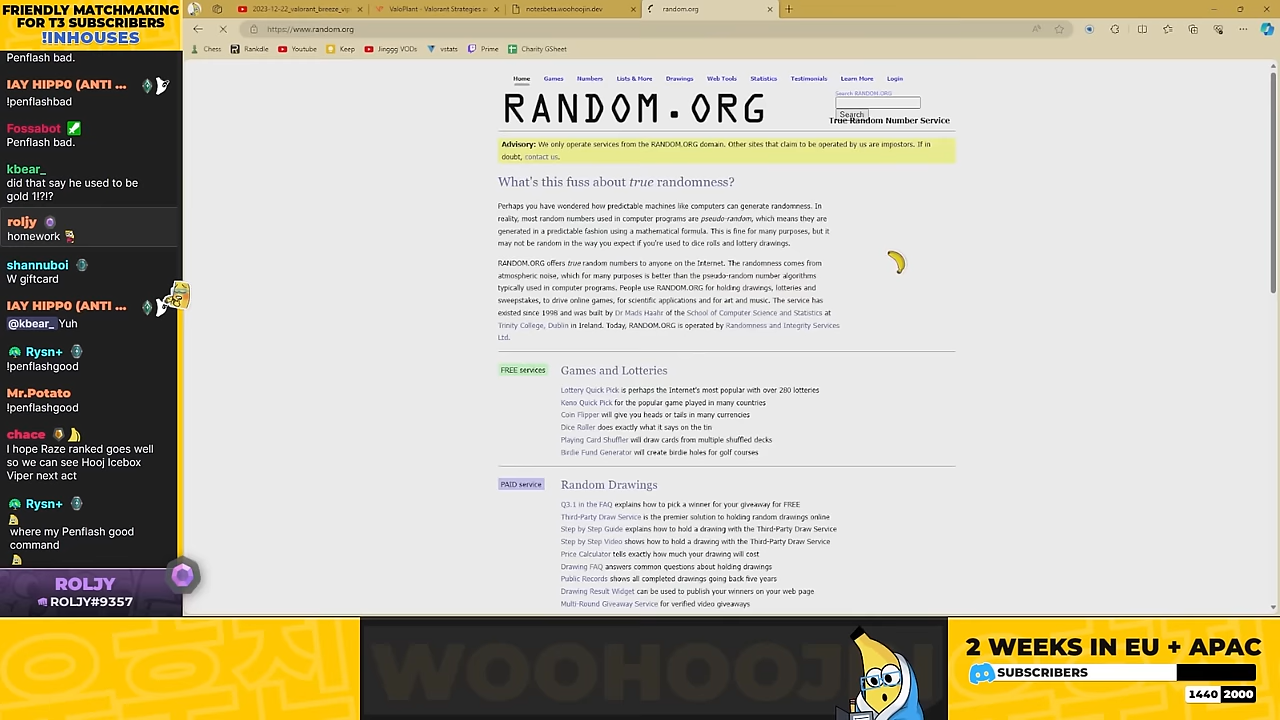 FRIENDLY MATCHMAKING
FOR T3 SUBSCRIBERS
!INHOUSES
Penflash bad.
IAY HIPP0 (ANTI ...
!penflashbad
Fossabot
Penflash bad.
kbear_
did that say he used to be
gold 1!?!?
roljy
homework
shannuboi
W giftcard
IAY HIPP0 (ANTI ...
@kbear_ Yuh
Rysn+
!penflashgood
Mr.Potato
!penflashgood
chace
I hope Raze ranked goes well
so we can see Hooj Icebox
Viper next act
Rysn+
where my Penflash good
command
ROLJY
ROLJY#9357
2023-12-22_valorant_breeze_vip
ValoPlant - Valorant Strategies a
notesbeta.woohoojin.dev
random.org
https://www.random.org
Chess
Rankdle
Youtube
Keep
Jinggg VODs
vstats
Prime
Charity GSheet
Home
Games
Numbers
Lists & More
Drawings
Web Tools
Statistics
Testimonials
Learn More
Login
RANDOM.ORG
Search RANDOM.ORG
Search
True Random Number Service
Advisory: We only operate services from the RANDOM.ORG domain. Other sites that claim to be operated by us are impostors. If in
doubt, contact us.
What's this fuss about true randomness?
Perhaps you have wondered how predictable machines like computers can generate randomness. In
reality, most random numbers used in computer programs are pseudo-random, which means they are
generated in a predictable fashion using a mathematical formula. This is fine for many purposes, but it
may not be random in the way you expect if you're used to dice rolls and lottery drawings.
RANDOM.ORG offers true random numbers to anyone on the Internet. The randomness comes from
atmospheric noise, which for many purposes is better than the pseudo-random number algorithms
typically used in computer programs. People use RANDOM.ORG for holding drawings, lotteries and
sweepstakes, to drive online games, for scientific applications and for art and music. The service has
existed since 1998 and was built by Dr Mads Haahr of the School of Computer Science and Statistics at
Trinity College, Dublin in Ireland. Today, RANDOM.ORG is operated by Randomness and Integrity Services
Ltd.
FREE services
Games and Lotteries
Lottery Quick Pick is perhaps the Internet's most popular with over 280 lotteries
Keno Quick Pick for the popular game played in many countries
Coin Flipper will give you heads or tails in many currencies
Dice Roller does exactly what it says on the tin
Playing Card Shuffler will draw cards from multiple shuffled decks
Birdie Fund Generator will create birdie holes for golf courses
PAID service
Random Drawings
Q3.1 in the FAQ explains how to pick a winner for your giveaway for FREE
Third-Party Draw Service is the premier solution to holding random drawings online
Step by Step Guide explains how to hold a drawing with the Third-Party Draw Service
Step by Step Video shows how to hold a drawing with the Third-Party Draw Service
Price Calculator tells exactly how much your drawing will cost
Drawing FAQ answers common questions about holding drawings
Public Records shows all completed drawings going back five years
Drawing Result Widget can be used to publish your winners on your web page
Multi-Round Giveaway Service for verified video giveaways
WOOHOOJIN
2 WEEKS IN EU + APAC
SUBSCRIBERS
1440 2000